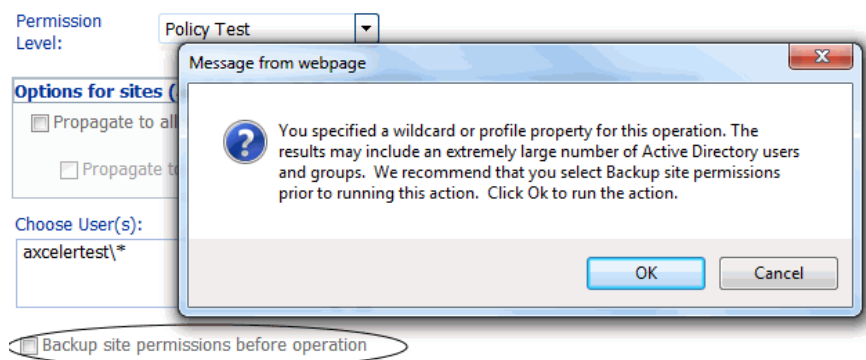 Permission
Level:
Policy Test
Message from webpage
Options for sites (
Propagate to all
Propagate to
You specified a wildcard or profile property for this operation. The
results may include an extremely large number of Active Directory users
and groups. We recommend that you select Backup site permissions
prior to running this action. Click Ok to run the action.
Choose User(s):
axcelertest\*
OK
Cancel
Backup site permissions before operation